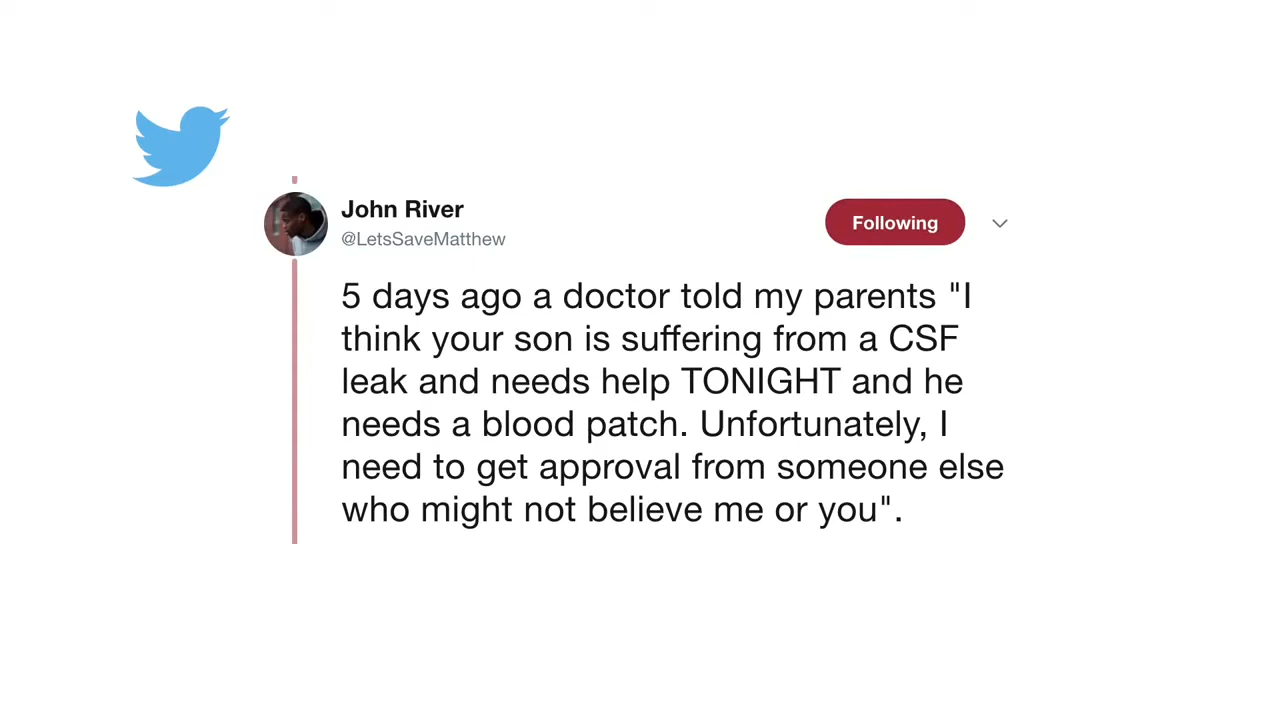 John River
@LetsSaveMatthew
Following
5 days ago a doctor told my parents "I
think your son is suffering from a CSF
leak and needs help TONIGHT and he
needs a blood patch. Unfortunately, I
need to get approval from someone else
who might not believe me or you".